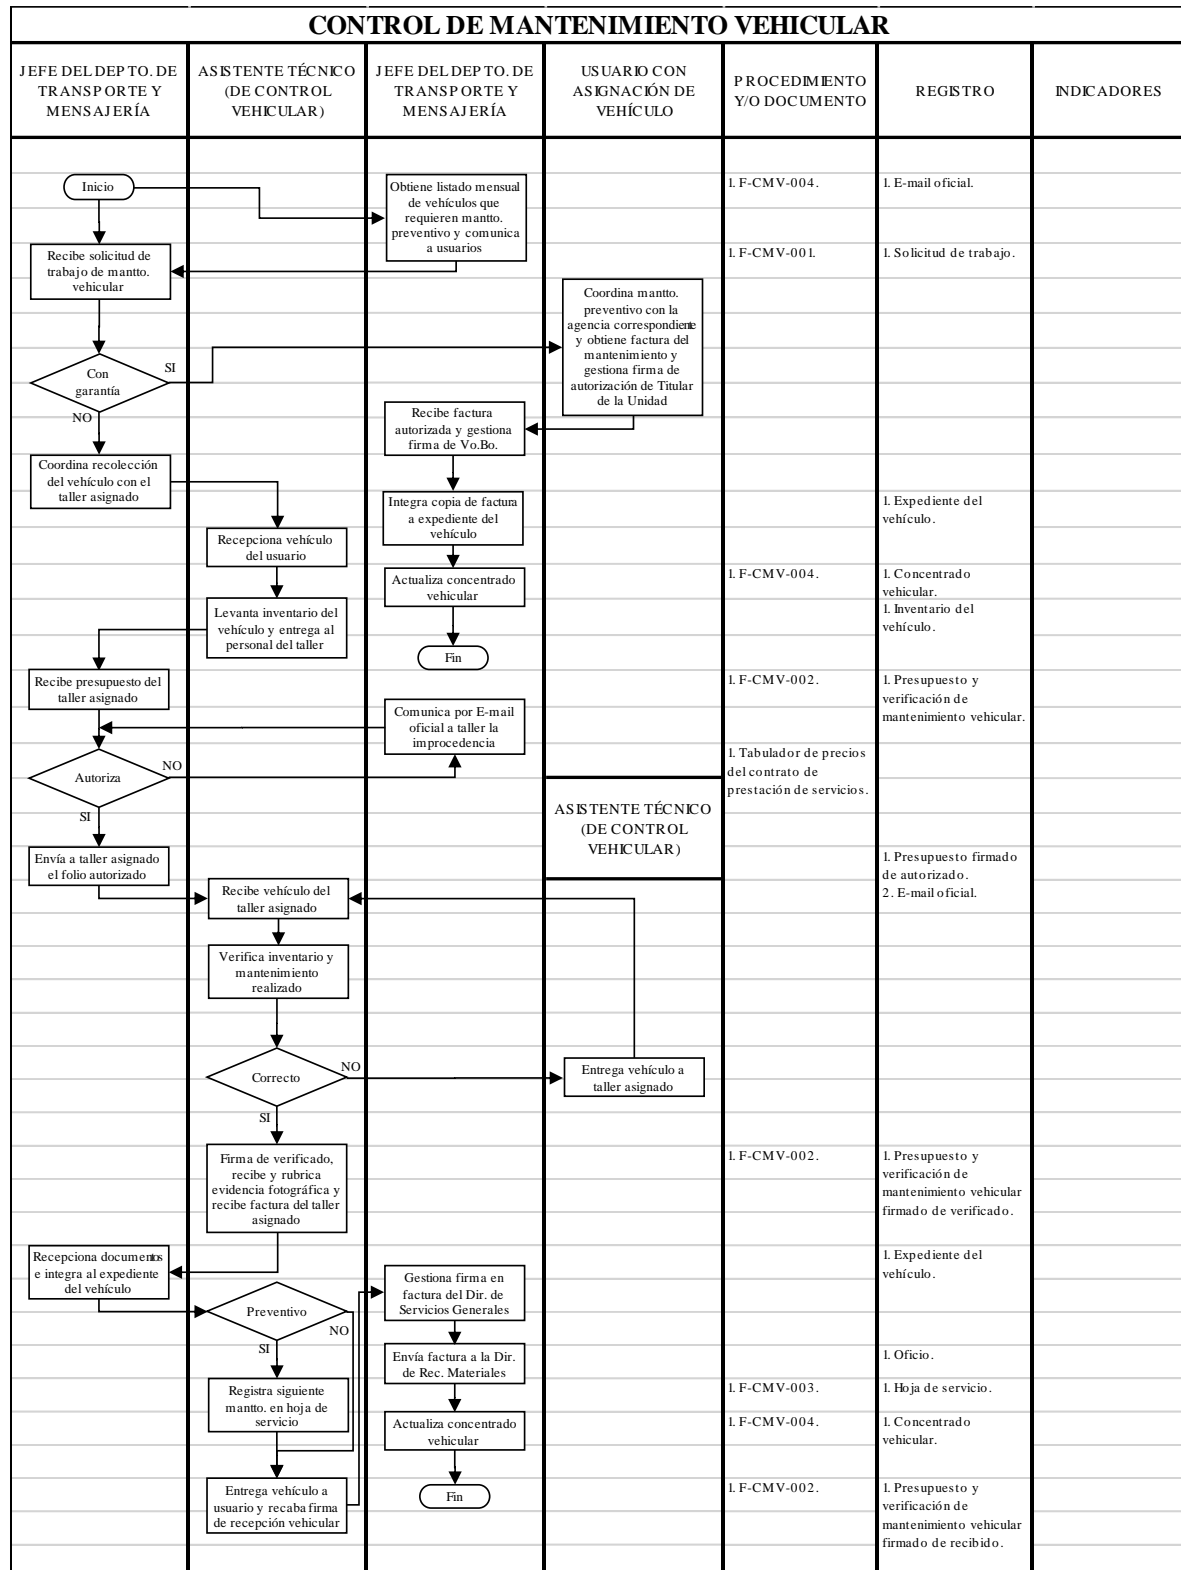 CONTROL DE MANTENIMIENTO VEHICULAR
JEFE DEL DEPTO. DE
TRANSPORTE Y
MENSAJERÍA
ASISTENTE TÉCNICO
(DE CONTROL
VEHICULAR)
JEFE DEL DEPTO. DE
TRANSPORTE Y
MENSAJERÍA
USUARIO CON
ASIGNACIÓN DE
VEHÍCULO
PROCEDIMIENTO
Y/O DOCUMENTO
REGISTRO
INDICADORES
Inicio
Obtiene listado mensual
de vehículos que
requieren mantto.
preventivo y comunica
a usuarios
1. F-CMV-004.
1. E-mail oficial.
Recibe solicitud de
trabajo de mantto.
vehicular
1. F-CMV-001.
1. Solicitud de trabajo.
Coordina mantto.
preventivo con la
agencia correspondiente
y obtiene factura del
mantenimiento y
gestiona firma de
autorización de Titular
de la Unidad
Con
garantía
SI
NO
Recibe factura
autorizada y gestiona
firma de Vo.Bo.
Coordina recolección
del vehículo con el
taller asignado
Integra copia de factura
a expediente del
vehículo
1. Expediente del
vehículo.
Recepciona vehículo
del usuario
Actualiza concentrado
vehicular
1. F-CMV-004.
1. Concentrado
vehicular.
1. Inventario del
vehículo.
Levanta inventario del
vehículo y entrega al
personal del taller
Fin
Recibe presupuesto del
taller asignado
1. F-CMV-002.
1. Presupuesto y
verificación de
mantenimiento vehicular.
Comunica por E-mail
oficial a taller la
improcedencia
Autoriza
NO
SI
1. Tabulador de precios
del contrato de
prestación de servicios.
ASISTENTE TÉCNICO
(DE CONTROL
VEHICULAR)
Envía a taller asignado
el folio autorizado
1. Presupuesto firmado
de autorizado.
2. E-mail oficial.
Recibe vehículo del
taller asignado
Verifica inventario y
mantenimiento
realizado
Correcto
NO
SI
Entrega vehículo a
taller asignado
Firma de verificado,
recibe y rubrica
evidencia fotográfica y
recibe factura del taller
asignado
1. F-CMV-002.
1. Presupuesto y
verificación de
mantenimiento vehicular
firmado de verificado.
Recepciona documentos
e integra al expediente
del vehículo
1. Expediente del
vehículo.
Gestiona firma en
factura del Dir. de
Servicios Generales
Preventivo
NO
SI
Envía factura a la Dir.
de Rec. Materiales
1. Oficio.
Registra siguiente
mantto. en hoja de
servicio
1. F-CMV-003.
1. Hoja de servicio.
Actualiza concentrado
vehicular
1. F-CMV-004.
1. Concentrado
vehicular.
Entrega vehículo a
usuario y recaba firma
de recepción vehicular
Fin
1. F-CMV-002.
1. Presupuesto y
verificación de
mantenimiento vehicular
firmado de recibido.